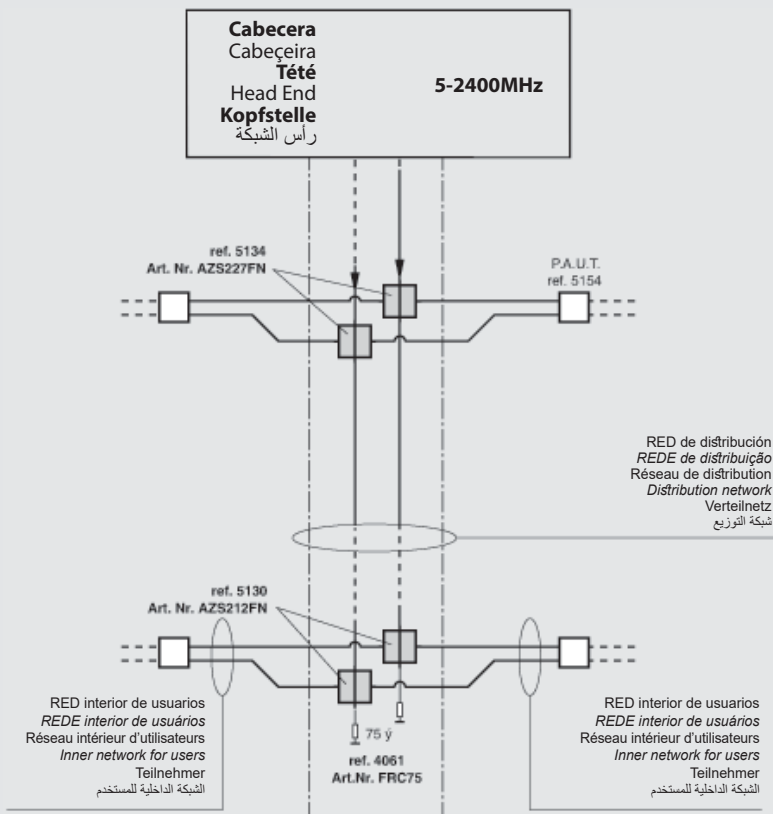 Cabecera
Cabeçeira
Tété
Head End
Kopfstelle
رأس الشبكة
5-2400MHz
ref. 5134
Art. Nr. AZS227FN
P.A.U.T.
ref. 5154
RED de distribución
REDE de distribuição
Réseau de distribution
Distribution network
Verteilnetz
شبكة التوزيع
ref. 5130
Art. Nr. AZS212FN
RED interior de usuarios
REDE interior de usuários
Réseau intérieur d'utilisateurs
Inner network for users
Teilnehmer
الشبكة الداخلية للمستخدم
75 ý
ref. 4061
Art.Nr. FRC75
RED interior de usuarios
REDE interior de usuários
Réseau intérieur d'utilisateurs
Inner network for users
Teilnehmer
الشبكة الداخلية للمستخدم